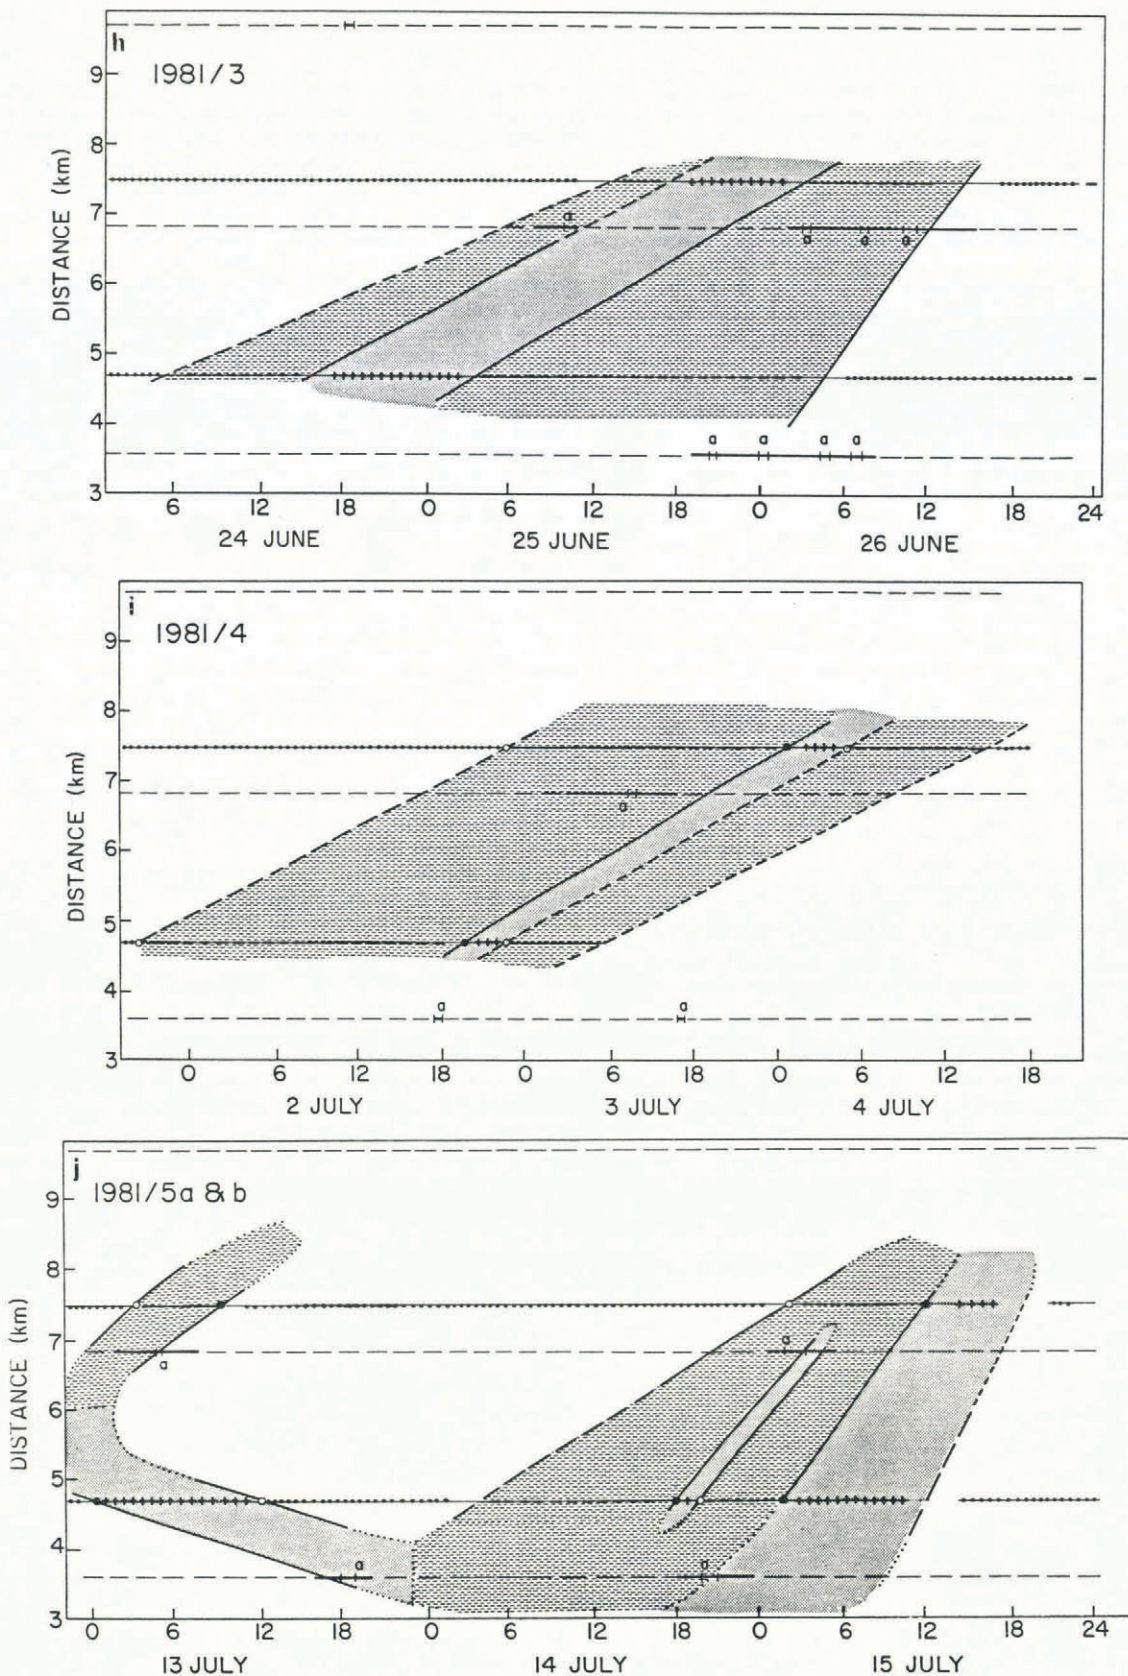 h
1981/3
9
8
a
7
a a a
6
5
4
a a a a
3
DISTANCE (km)
6 12 18 0 6 12 18 0 6 12 18 24
24 JUNE 25 JUNE 26 JUNE
i
1981/4
9
8
7
a
6
5
4
a a
3
DISTANCE (km)
0 6 12 18 0 6 12 18 0 6 12 18
2 JULY 3 JULY 4 JULY
j
1981/5a & b
9
8
7
a a
6
5
4
a a
3
DISTANCE (km)
0 6 12 18 0 6 12 18 0 6 12 18 24
13 JULY 14 JULY 15 JULY